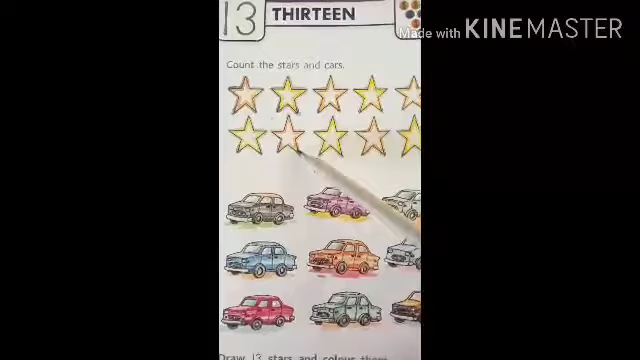 13 THIRTEEN
Made with KINEMASTER
Count the stars and cars.
Draw 13 stars and colour them